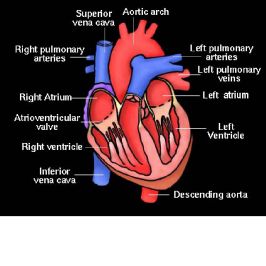 Superior
vena cava
Aortic arch
Right pulmonary
arteries
Left pulmonary
arteries
Left pulmonary
veins
Right Atrium
Left atrium
Atrioventricular
valve
Left
Ventricle
Right ventricle
Inferior
vena cava
Descending aorta